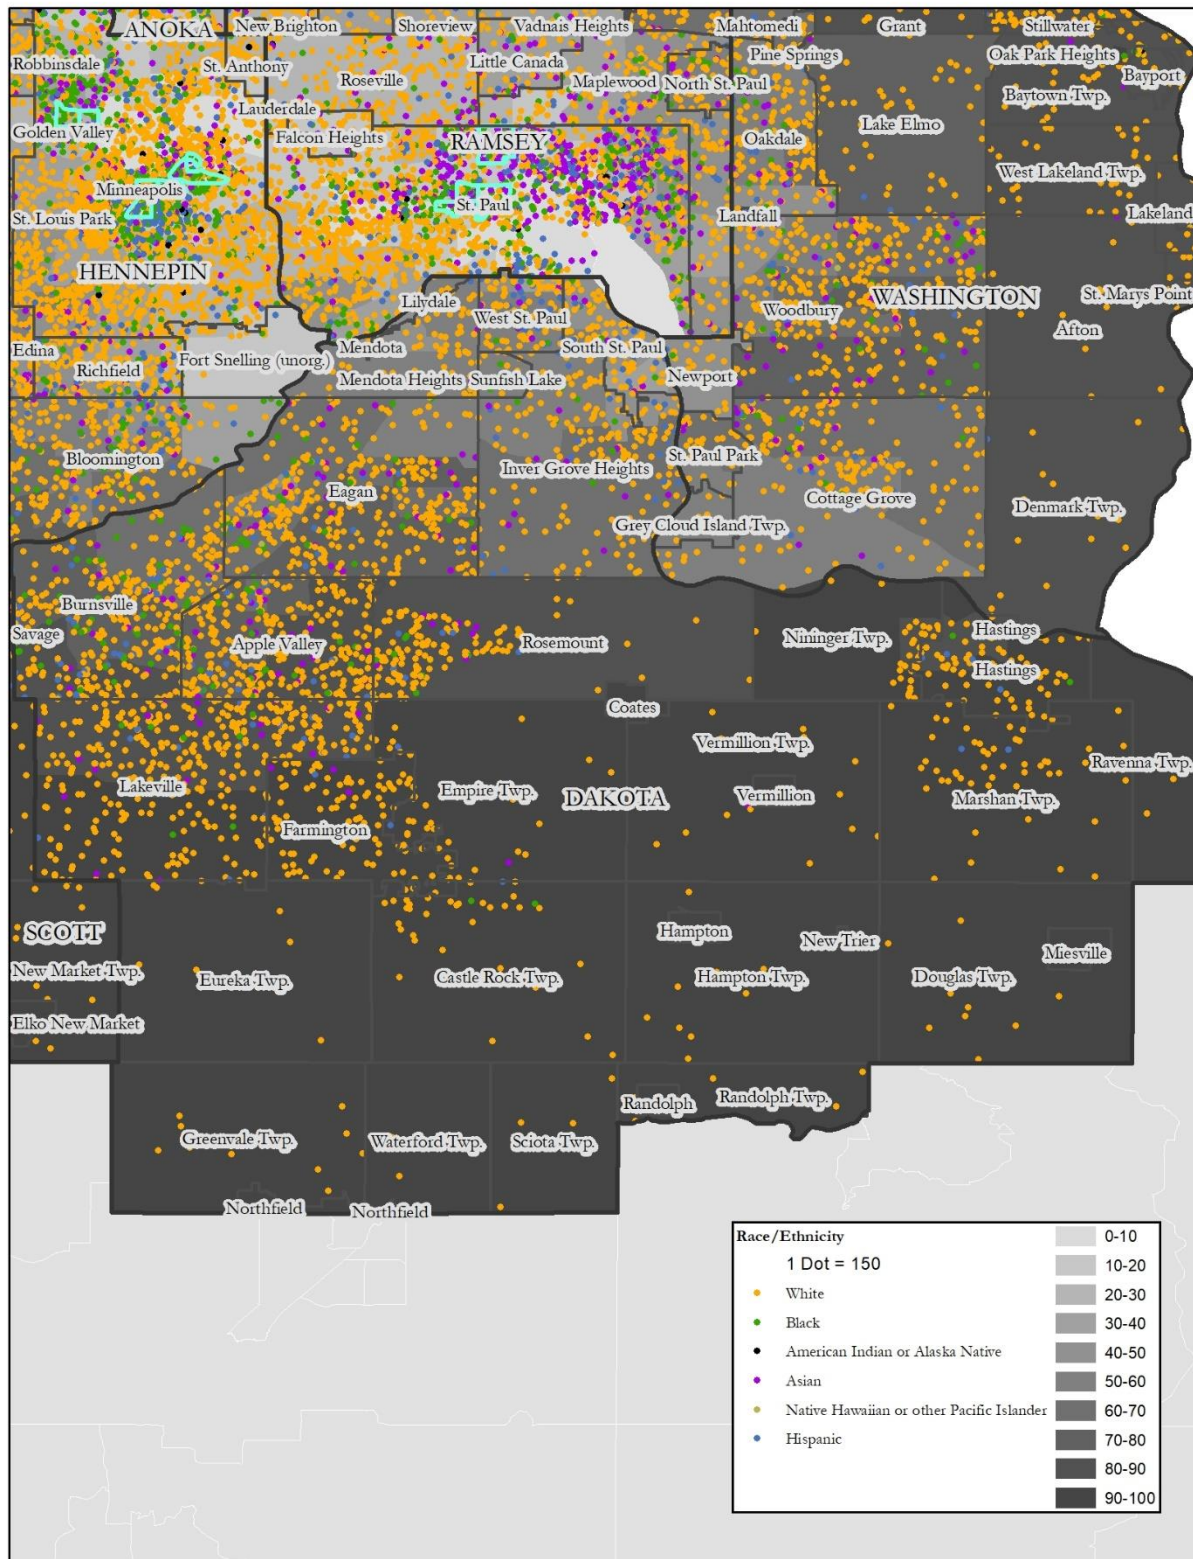 ANOKA
New Brighton
Shoreview
Vadnais Heights
Mahtomedi
Grant
Stillwater
Robbinsdale
St. Anthony
Roseville
Little Canada
Maplewood
North St. Paul
Pine Springs
Oak Park Heights
Bayport
Baytown Twp.
Lauderdale
Golden Valley
Falcon Heights
RAMSEY
Oakdale
Lake Elmo
West Lakeland Twp.
Minneapolis
St. Paul
St. Louis Park
Landfall
Lakeland
HENNEPIN
Lilydale
West St. Paul
Woodbury
WASHINGTON
St. Marys Point
Afton
Edina
Richfield
Fort Snelling (unorg.)
Mendota
South St. Paul
Mendota Heights
Sunfish Lake
Newport
Bloomington
Eagan
Inver Grove Heights
St. Paul Park
Cottage Grove
Denmark Twp.
Grey Cloud Island Twp.
Burnsville
Savage
Apple Valley
Rosemount
Nininger Twp.
Hastings
Hastings
Coates
Vermillion Twp.
Ravenna Twp.
Lakeville
Empire Twp.
DAKOTA
Vermillion
Marshan Twp.
Farmington
SCOTT
Hampton
New Trier
Miesville
New Market Twp.
Eureka Twp.
Castle Rock Twp.
Hampton Twp.
Douglas Twp.
Elko New Market
Randolph
Randolph Twp.
Greenvale Twp.
Waterford Twp.
Sciota Twp.
Northfield
Northfield
Race/Ethnicity
1 Dot = 150
White
Black
American Indian or Alaska Native
Asian
Native Hawaiian or other Pacific Islander
Hispanic
0-10
10-20
20-30
30-40
40-50
50-60
60-70
70-80
80-90
90-100